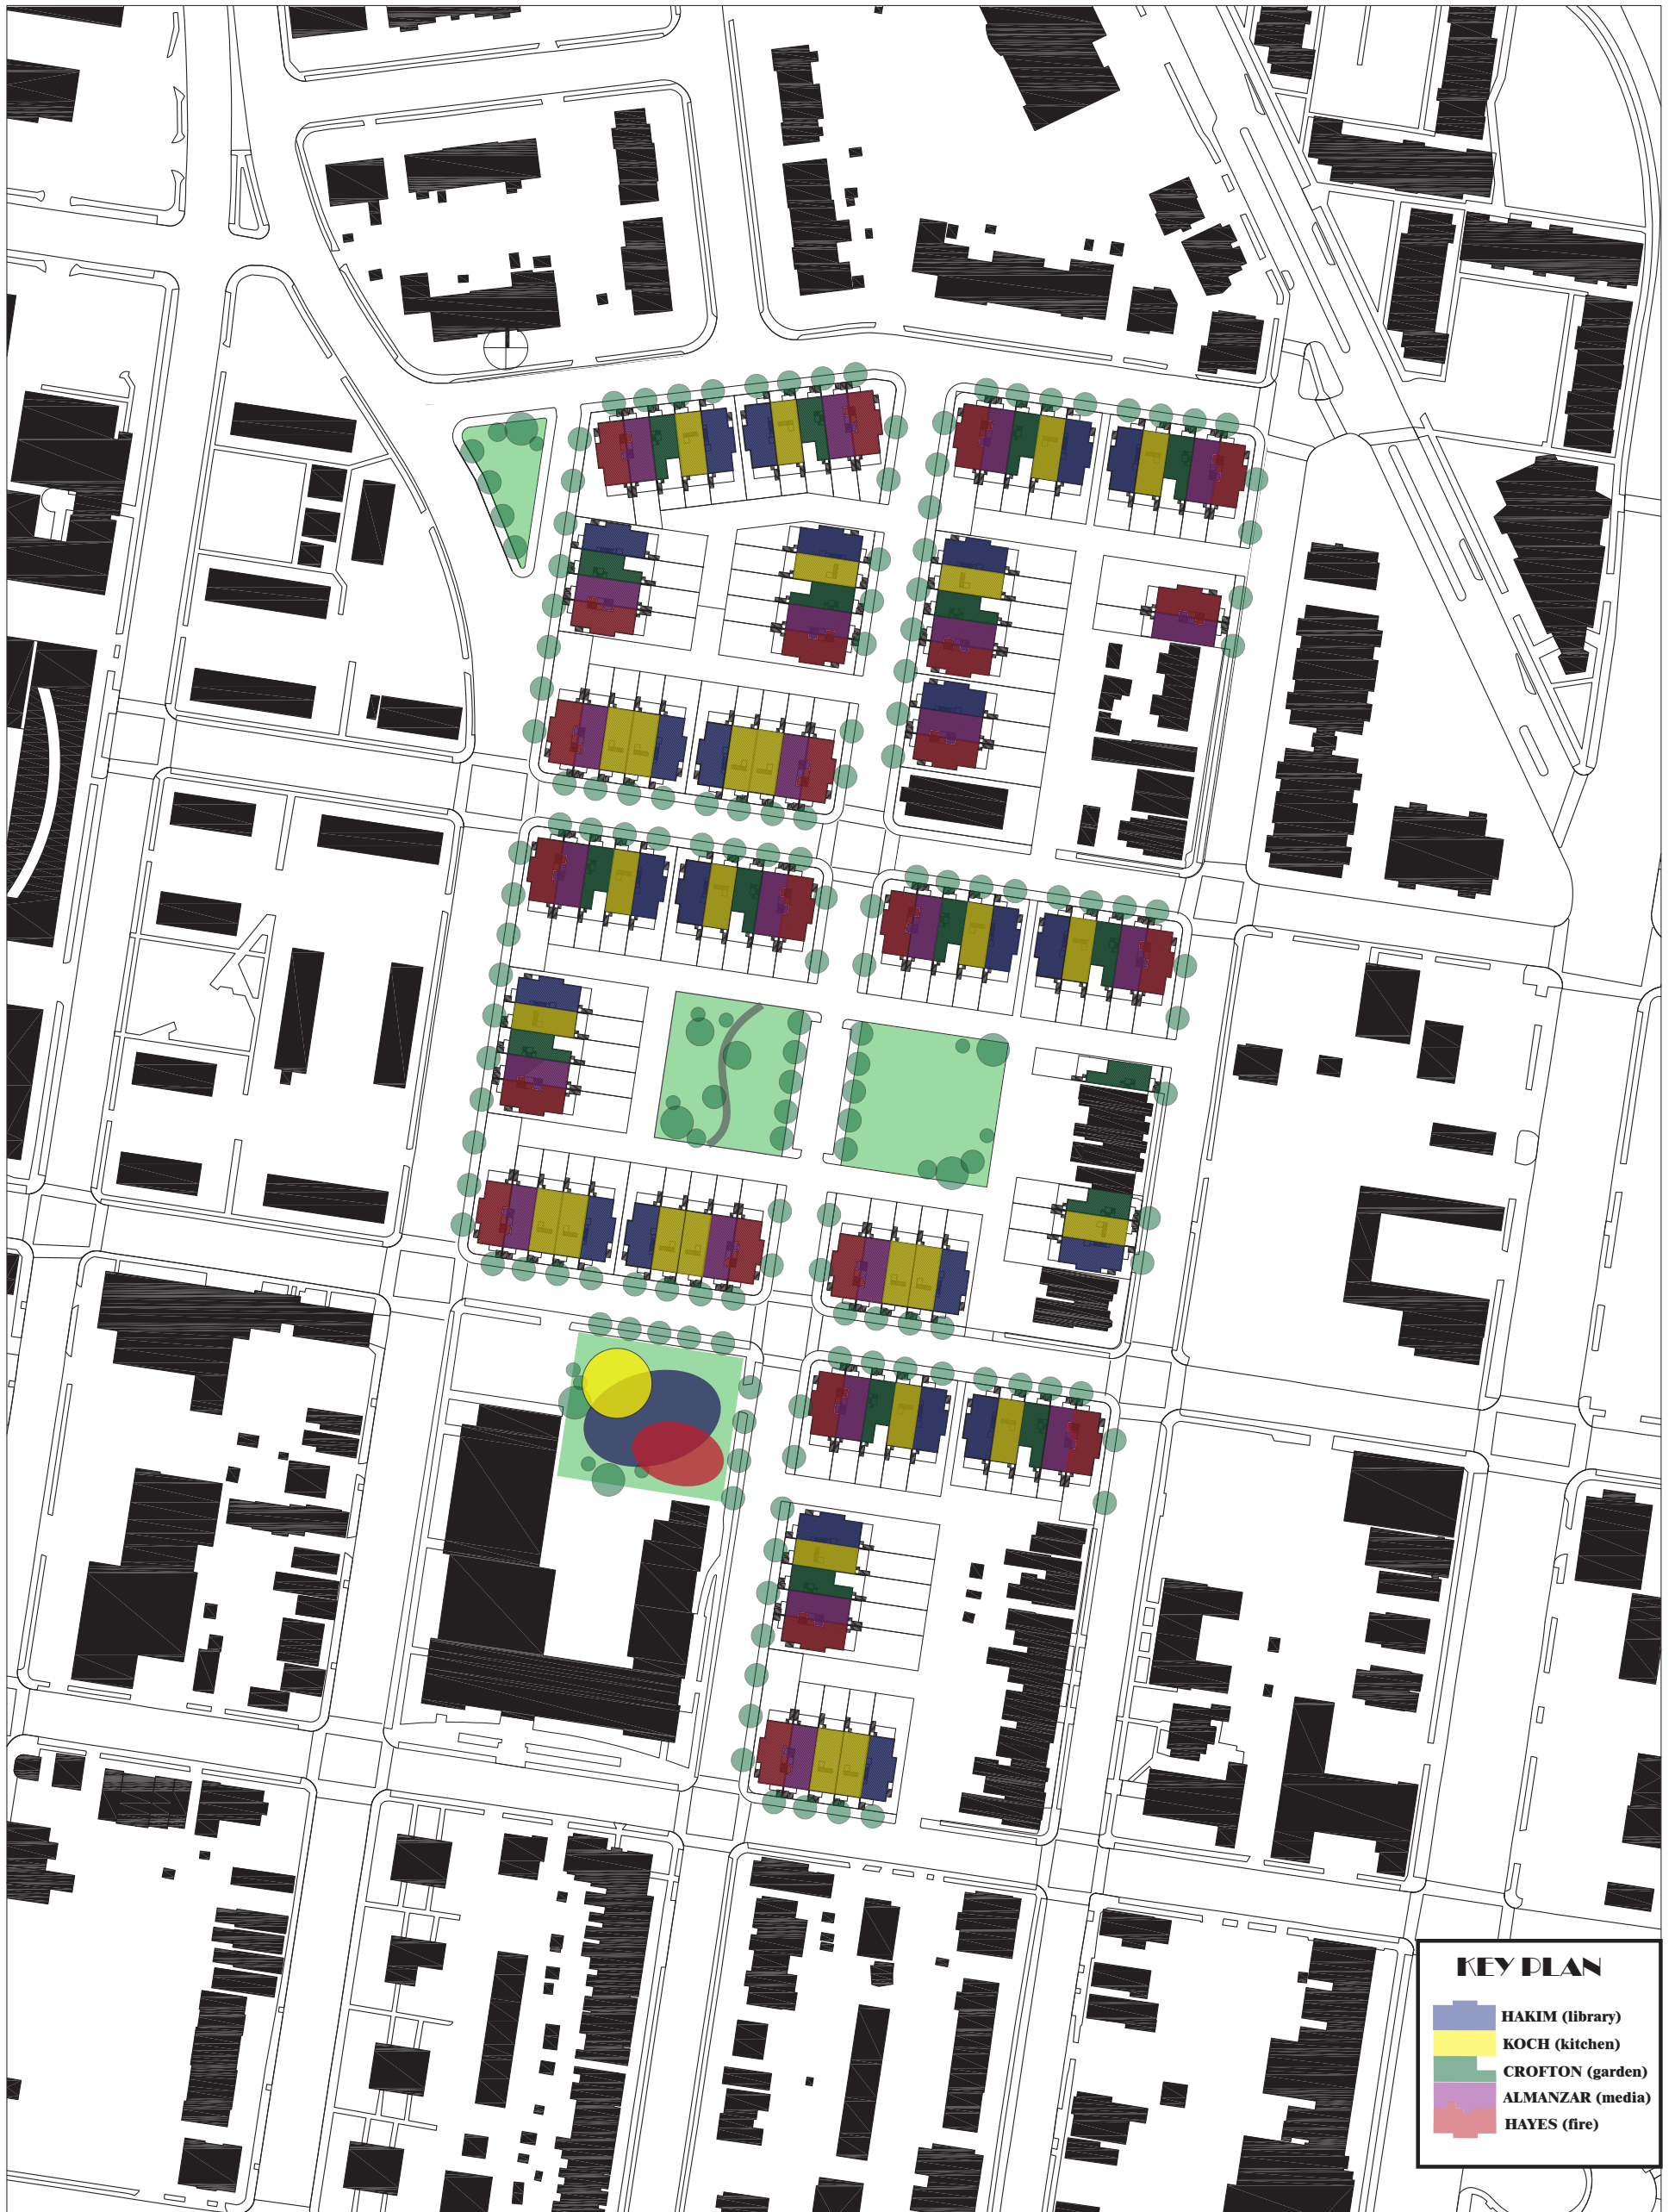 KEY PLAN
HAKIM (library)
KOCH (kitchen)
CROFTON (garden)
ALMANZAR (media)
HAYES (fire)